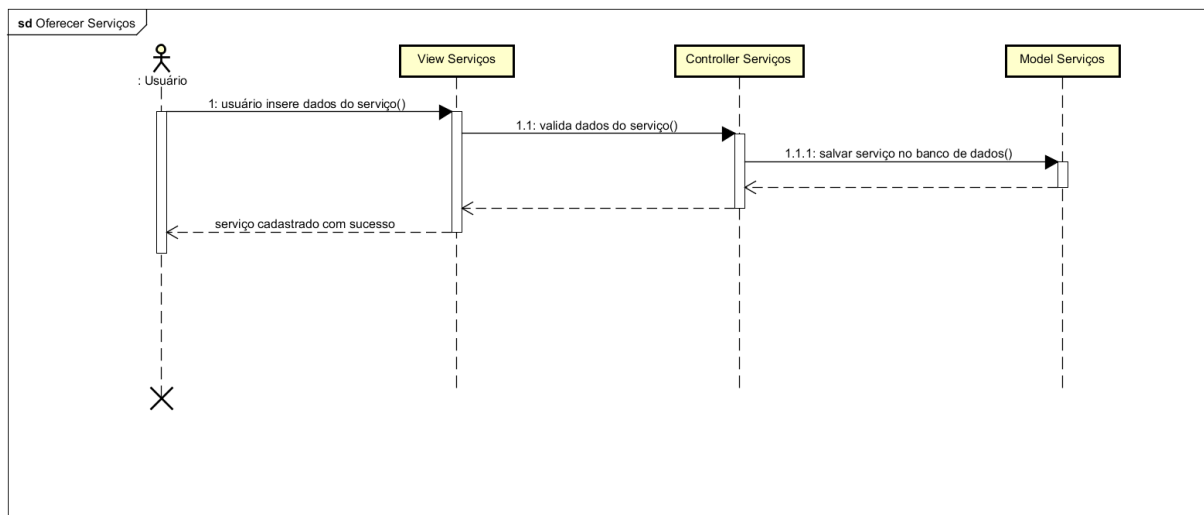 sd Oferecer Serviços
: Usuário
View Serviços
Controller Serviços
Model Serviços
1: usuário insere dados do serviço()
1.1: valida dados do serviço()
1.1.1: salvar serviço no banco de dados()
serviço cadastrado com sucesso